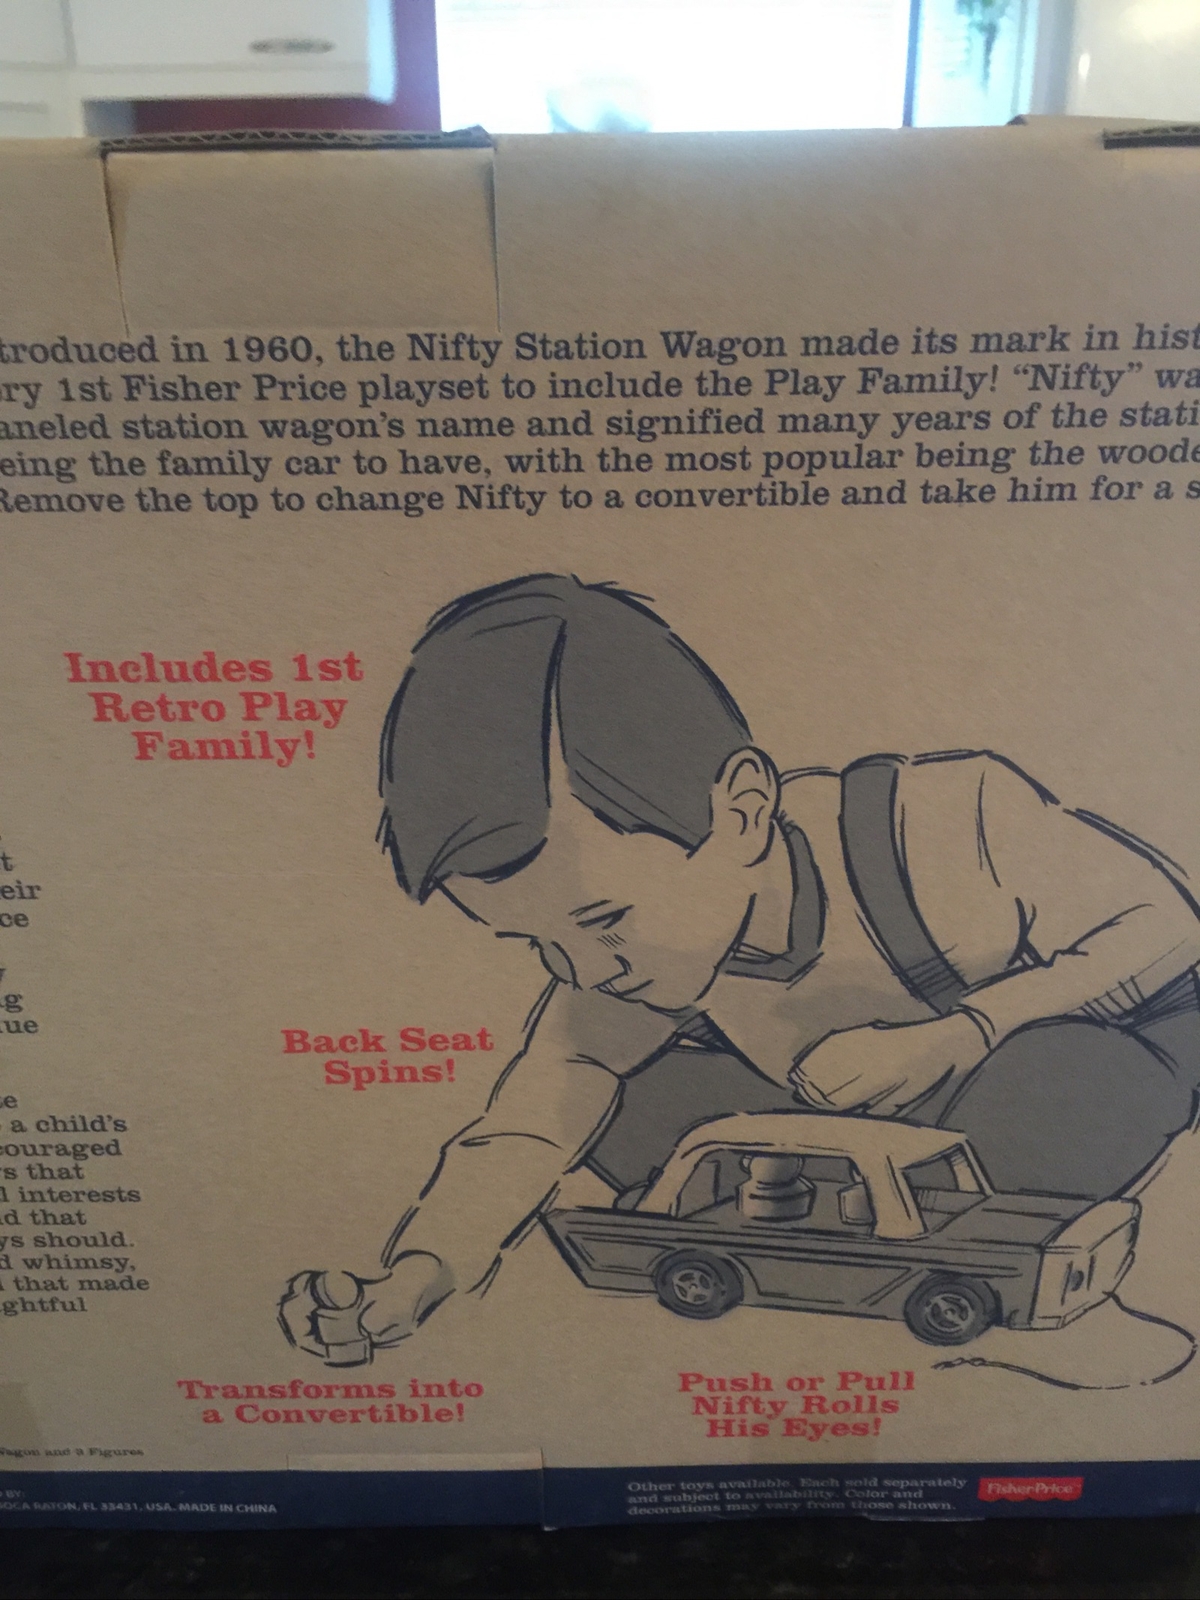 troduced in 1960, the Nifty Station Wagon made its mark in hist
ry 1st Fisher Price playset to include the Play Family! "Nifty" wa
aneled station wagon's name and signified many years of the stati
eing the family car to have, with the most popular being the woode
Remove the top to change Nifty to a convertible and take him for a s
Includes 1st
Retro Play
Family!
t
eir
ce
y
ng
ue
Back Seat
Spins!
te
a child's
couraged
s that
l interests
d that
ys should.
d whimsy,
l that made
ghtful
Transforms into
a Convertible!
Push or Pull
Nifty Rolls
His Eyes!
Wagon and 3 Figures
BY:
BOCA RATON, FL 33431, USA. MADE IN CHINA
Other toys available. Each sold separately
and subject to availability. Color and
decorations may vary from those shown.
Fisher-Price